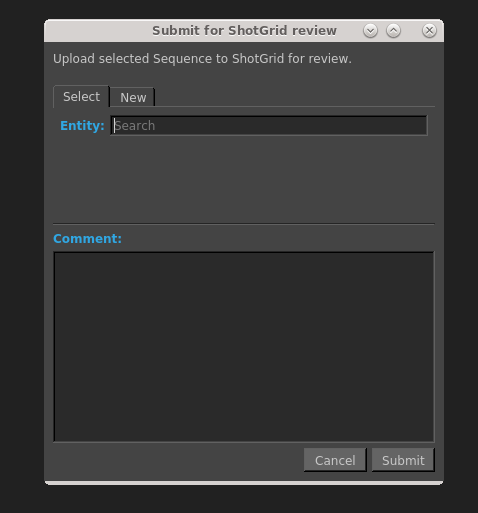 Submit for ShotGrid review
Upload selected Sequence to ShotGrid for review.
Select New
Entity: Search
Comment:
Cancel Submit